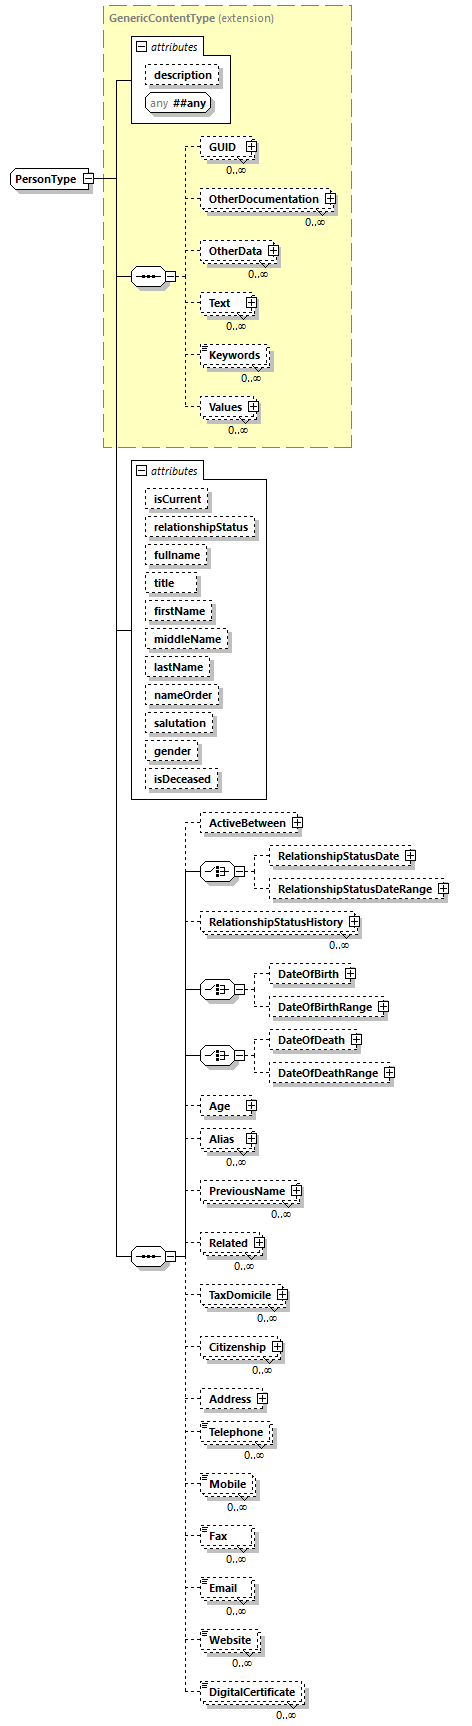 GenericContentType (extension)
attributes
description
any ##any
PersonType
GUID
0..∞
OtherDocumentation
0..∞
OtherData
0..∞
Text
0..∞
Keywords
0..∞
Values
0..∞
attributes
isCurrent
relationshipStatus
fullname
title
firstName
middleName
lastName
nameOrder
salutation
gender
isDeceased
ActiveBetween
RelationshipStatusDate
RelationshipStatusDateRange
RelationshipStatusHistory
0..∞
DateOfBirth
DateOfBirthRange
DateOfDeath
DateOfDeathRange
Age
Alias
0..∞
PreviousName
0..∞
Related
0..∞
TaxDomicile
0..∞
Citizenship
0..∞
Address
Telephone
0..∞
Mobile
0..∞
Fax
0..∞
Email
0..∞
Website
0..∞
DigitalCertificate
0..∞